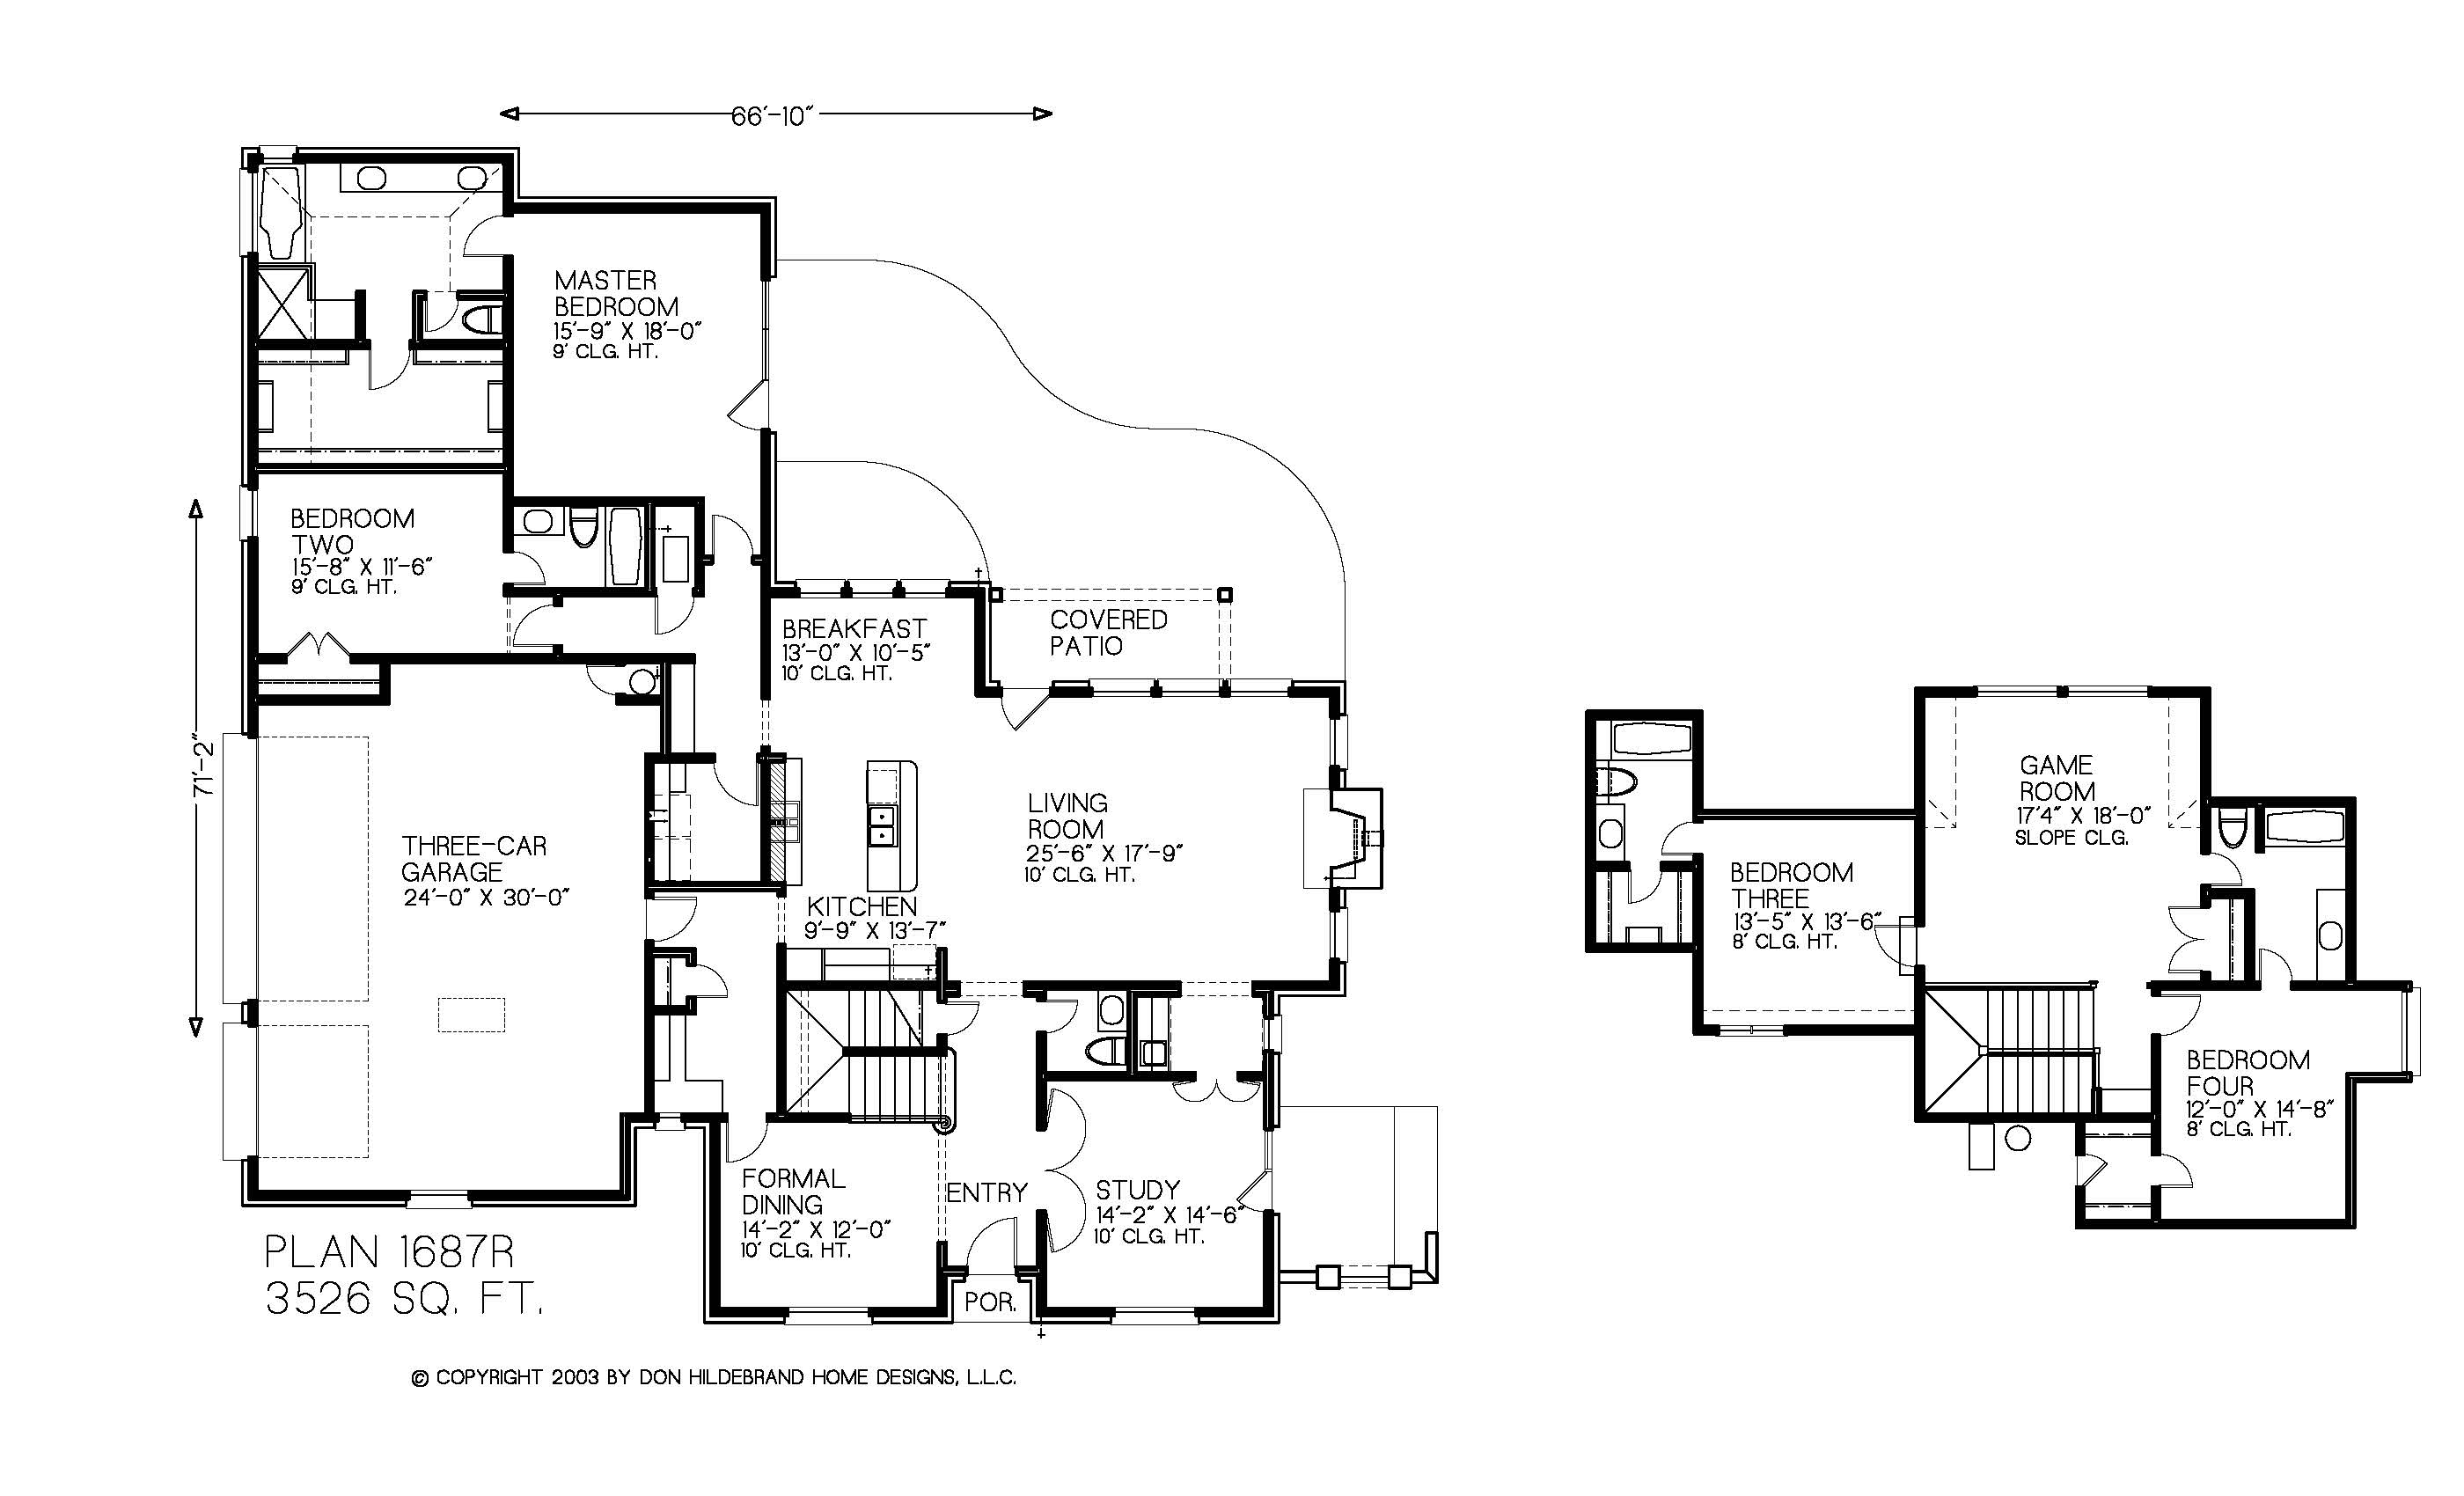 66'-10"
MASTER
BEDROOM
15'-9" X 18'-0"
9' CLG. HT.
BEDROOM
TWO
15'-8" X 11'-6"
9' CLG. HT.
BREAKFAST
13'-0" X 10'-5"
10' CLG. HT.
COVERED
PATIO
71'-2"
THREE-CAR
GARAGE
24'-0" X 30'-0"
LIVING
ROOM
25'-6" X 17'-9"
10' CLG. HT.
KITCHEN
9'-9" X 13'-7"
FORMAL
DINING
14'-2" X 12'-0"
10' CLG. HT.
ENTRY
STUDY
14'-2" X 14'-6"
10' CLG. HT.
POR.
PLAN 1687R
3526 SQ. FT.
© COPYRIGHT 2003 BY DON HILDEBRAND HOME DESIGNS, L.L.C.
GAME
ROOM
17'4" X 18'-0"
SLOPE CLG.
BEDROOM
THREE
13'-5" X 13'-6"
8' CLG. HT.
BEDROOM
FOUR
12'-0" X 14'-8"
8' CLG. HT.